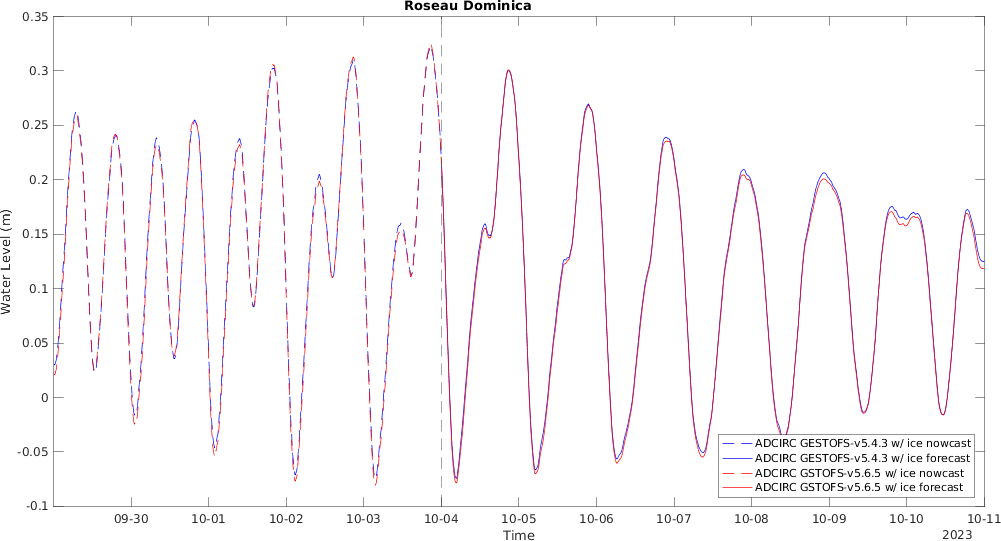 Roseau Dominica
0.35
0.3
0.25
0.2
0.15
0.1
0.05
0
-0.05
-0.1
Water Level (m)
ADCIRC GESTOFS-v5.4.3 w/ ice nowcast
ADCIRC GESTOFS-v5.4.3 w/ ice forecast
ADCIRC GSTOFS-v5.6.5 w/ ice nowcast
ADCIRC GSTOFS-v5.6.5 w/ ice forecast
09-30 10-01 10-02 10-03 10-04 10-05 10-06 10-07 10-08 10-09 10-10 10-11
Time
2023